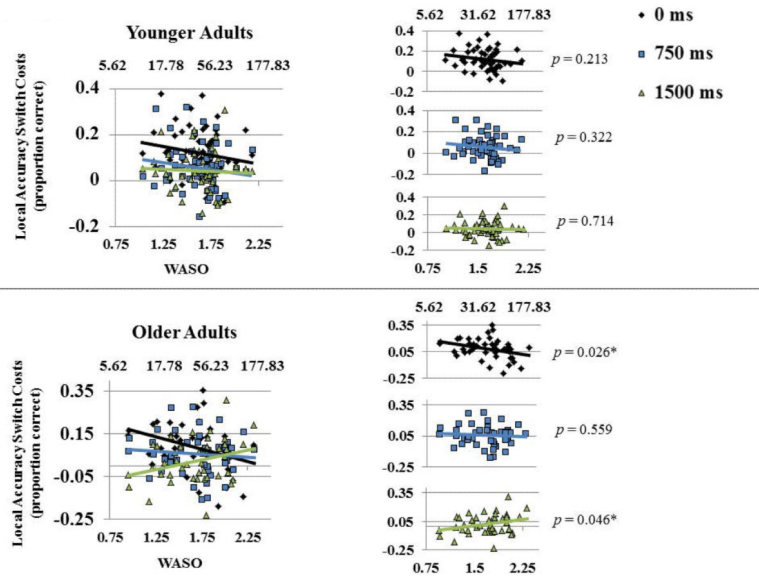 Younger Adults
5.62 17.78 56.23 177.83
0.4
0.2
0
-0.2
0.75 1.25 1.75 2.25
WASO
Local Accuracy Switch Costs
(proportion correct)
5.62 31.62 177.83
0.4
0.2
0
p = 0.213
0.4
0.2
0
-0.2
p = 0.322
0.4
0.2
0
-0.2
p = 0.714
0.75 1.5 2.25
0 ms
750 ms
1500 ms
Older Adults
5.62 17.78 56.23 177.83
0.35
0.15
-0.05
-0.25
0.75 1.25 1.75 2.25
WASO
Local Accuracy Switch Costs
(proportion correct)
5.62 31.62 177.83
0.35
0.05
-0.25
p = 0.026*
0.35
0.05
-0.25
p = 0.559
0.35
0.05
-0.25
p = 0.046*
0.75 1.5 2.25